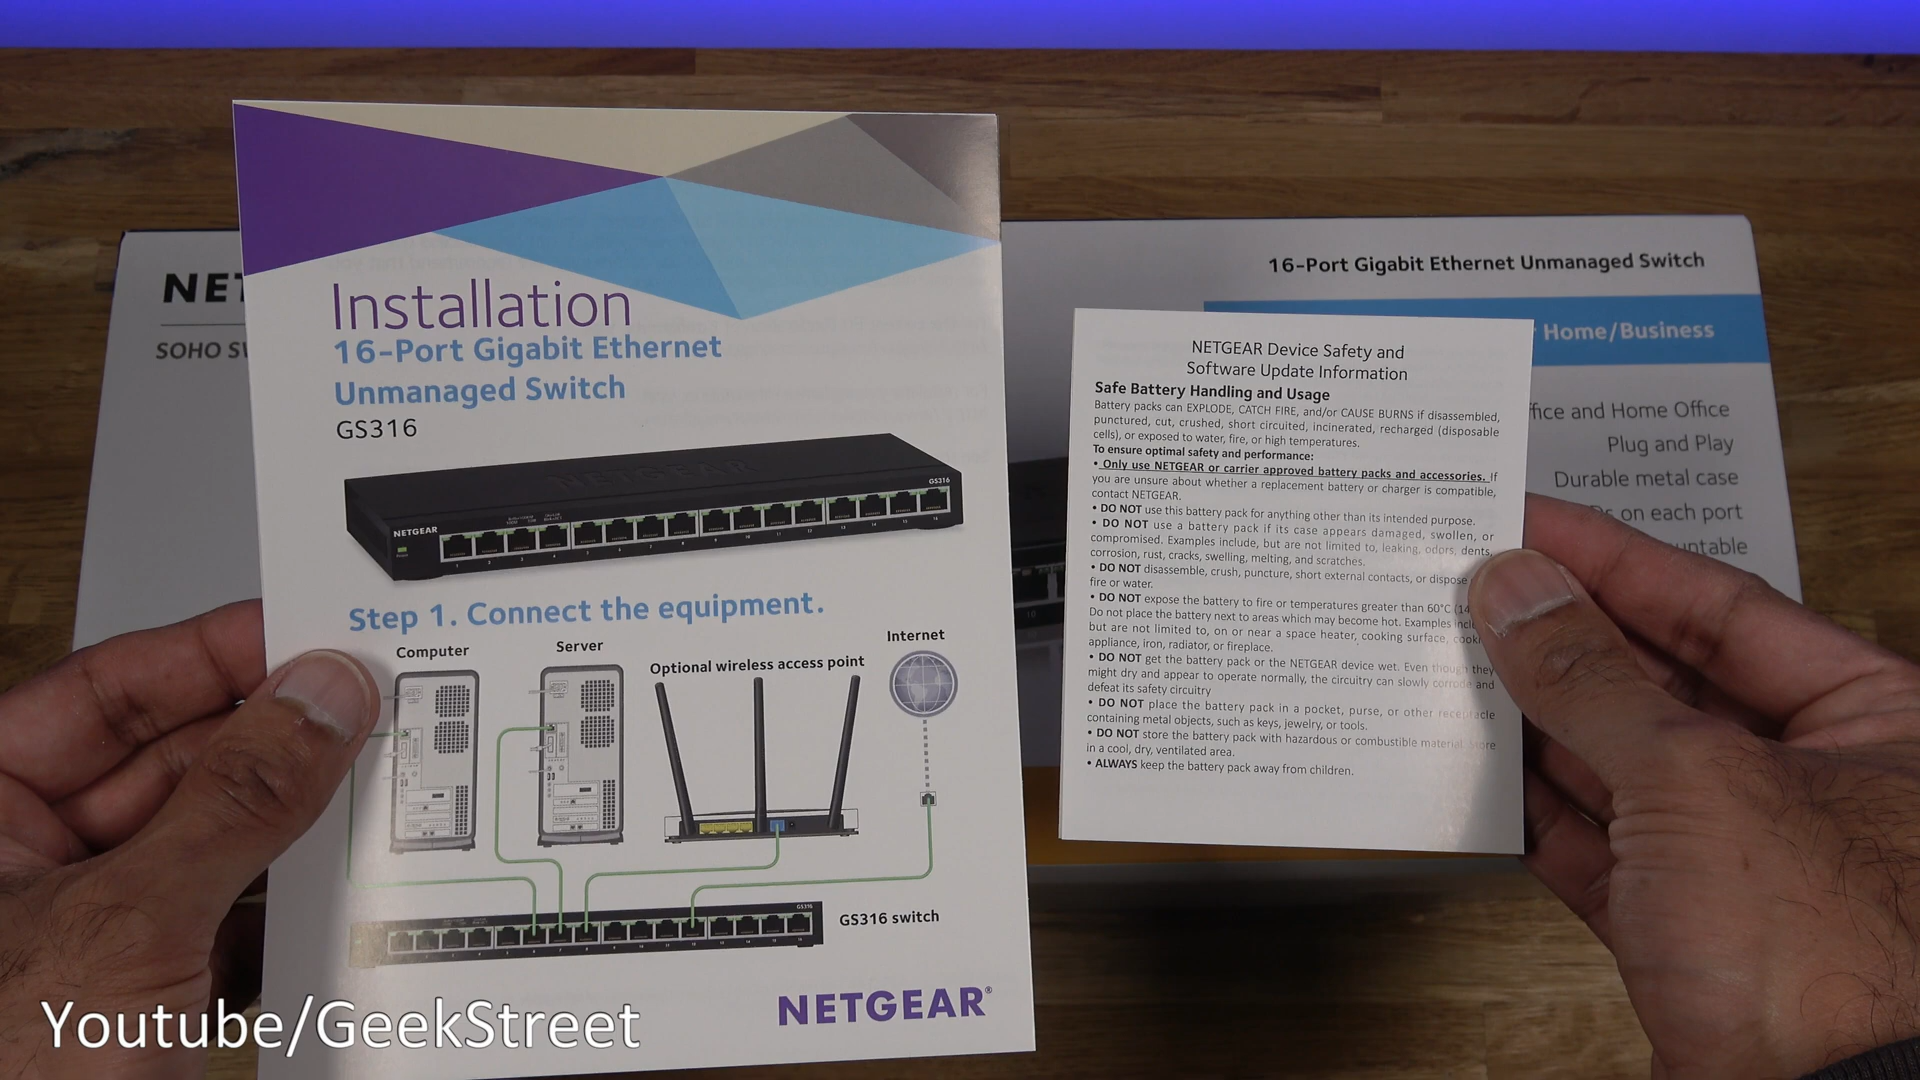 NET
SOHO
16-Port Gigabit Ethernet Unmanaged Switch
Home/Business
and Home Office
Plug and Play
Durable metal case
on each port
Installation
16-Port Gigabit Ethernet
Unmanaged Switch
GS316
NETGEAR
GS316
NETGEAR
Step 1. Connect the equipment.
Computer
Server
Optional wireless access point
Internet
GS316
GS316 switch
NETGEAR®
NETGEAR Device Safety and
Software Update Information
Safe Battery Handling and Usage
Battery packs can EXPLODE, CATCH FIRE, and/or CAUSE BURNS if disassembled,
punctured, cut, crushed, short circuited, incinerated, recharged (disposable
cells), or exposed to water, fire, or high temperatures.
To ensure optimal safety and performance:
• Only use NETGEAR or carrier approved battery packs and accessories. If
you are unsure about whether a replacement battery or charger is compatible,
contact NETGEAR.
• DO NOT use this battery pack for anything other than its intended purpose.
• DO NOT use a battery pack if its case appears damaged, swollen, or
compromised. Examples include, but are not limited to, leaking, odors, dents,
corrosion, rust, cracks, swelling, melting, and scratches.
• DO NOT disassemble, crush, puncture, short external contacts, or dispose
fire or water.
• DO NOT expose the battery to fire or temperatures greater than 60°C (14
Do not place the battery next to areas which may become hot. Examples incl
but are not limited to, on or near a space heater, cooking surface, cook
appliance, iron, radiator, or fireplace.
• DO NOT get the battery pack or the NETGEAR device wet. Even though they
might dry and appear to operate normally, the circuitry can slowly corrode and
defeat its safety circuitry
• DO NOT place the battery pack in a pocket, purse, or other receptacle
containing metal objects, such as keys, jewelry, or tools.
• DO NOT store the battery pack with hazardous or combustible material. Store
in a cool, dry, ventilated area.
• ALWAYS keep the battery pack away from children.
Youtube/GeekStreet